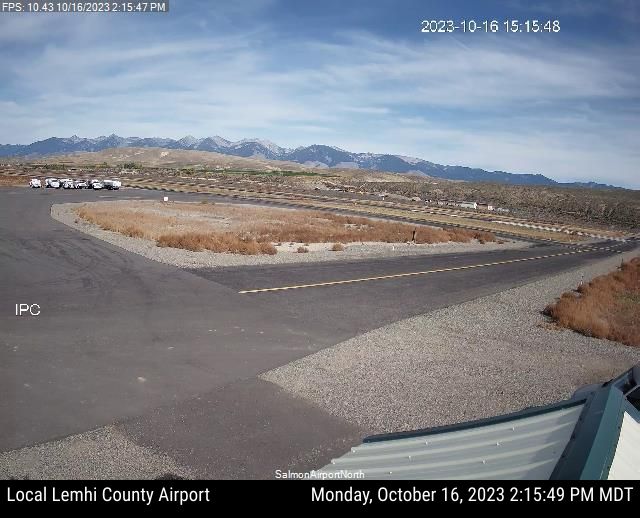 FPS: 10.43 10/16/2023 2:15:47 PM
2023-10-16 15:15:48
IPC
SalmonAirportNorth
Local Lemhi County Airport Monday, October 16, 2023 2:15:49 PM MDT